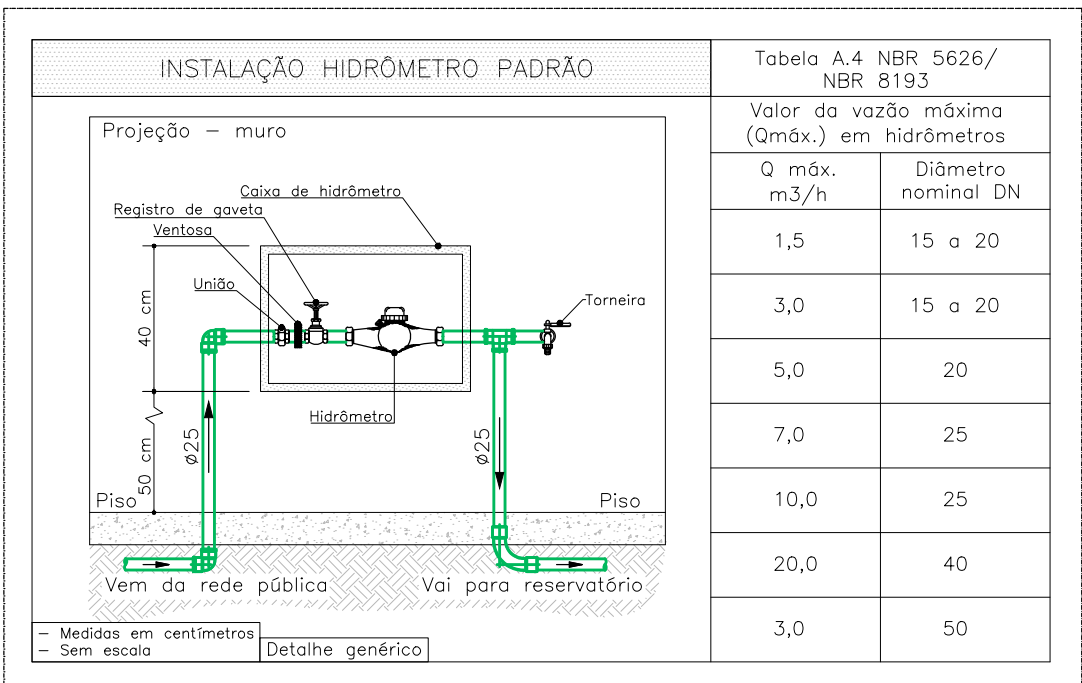 INSTALAÇÃO HIDRÔMETRO PADRÃO
Projeção – muro
Caixa de hidrômetro
Registro de gaveta
Ventosa
União
Torneira
40 cm
Hidrômetro
50 cm
ø25
ø25
Piso
Piso
Vem da rede pública
Vai para reservatório
– Medidas em centímetros
– Sem escala
Detalhe genérico
Tabela A.4 NBR 5626/
NBR 8193
Valor da vazão máxima
(Qmáx.) em hidrômetros
Q máx.
m3/h
Diâmetro
nominal DN
1,5 15 a 20
3,0 15 a 20
5,0 20
7,0 25
10,0 25
20,0 40
3,0 50